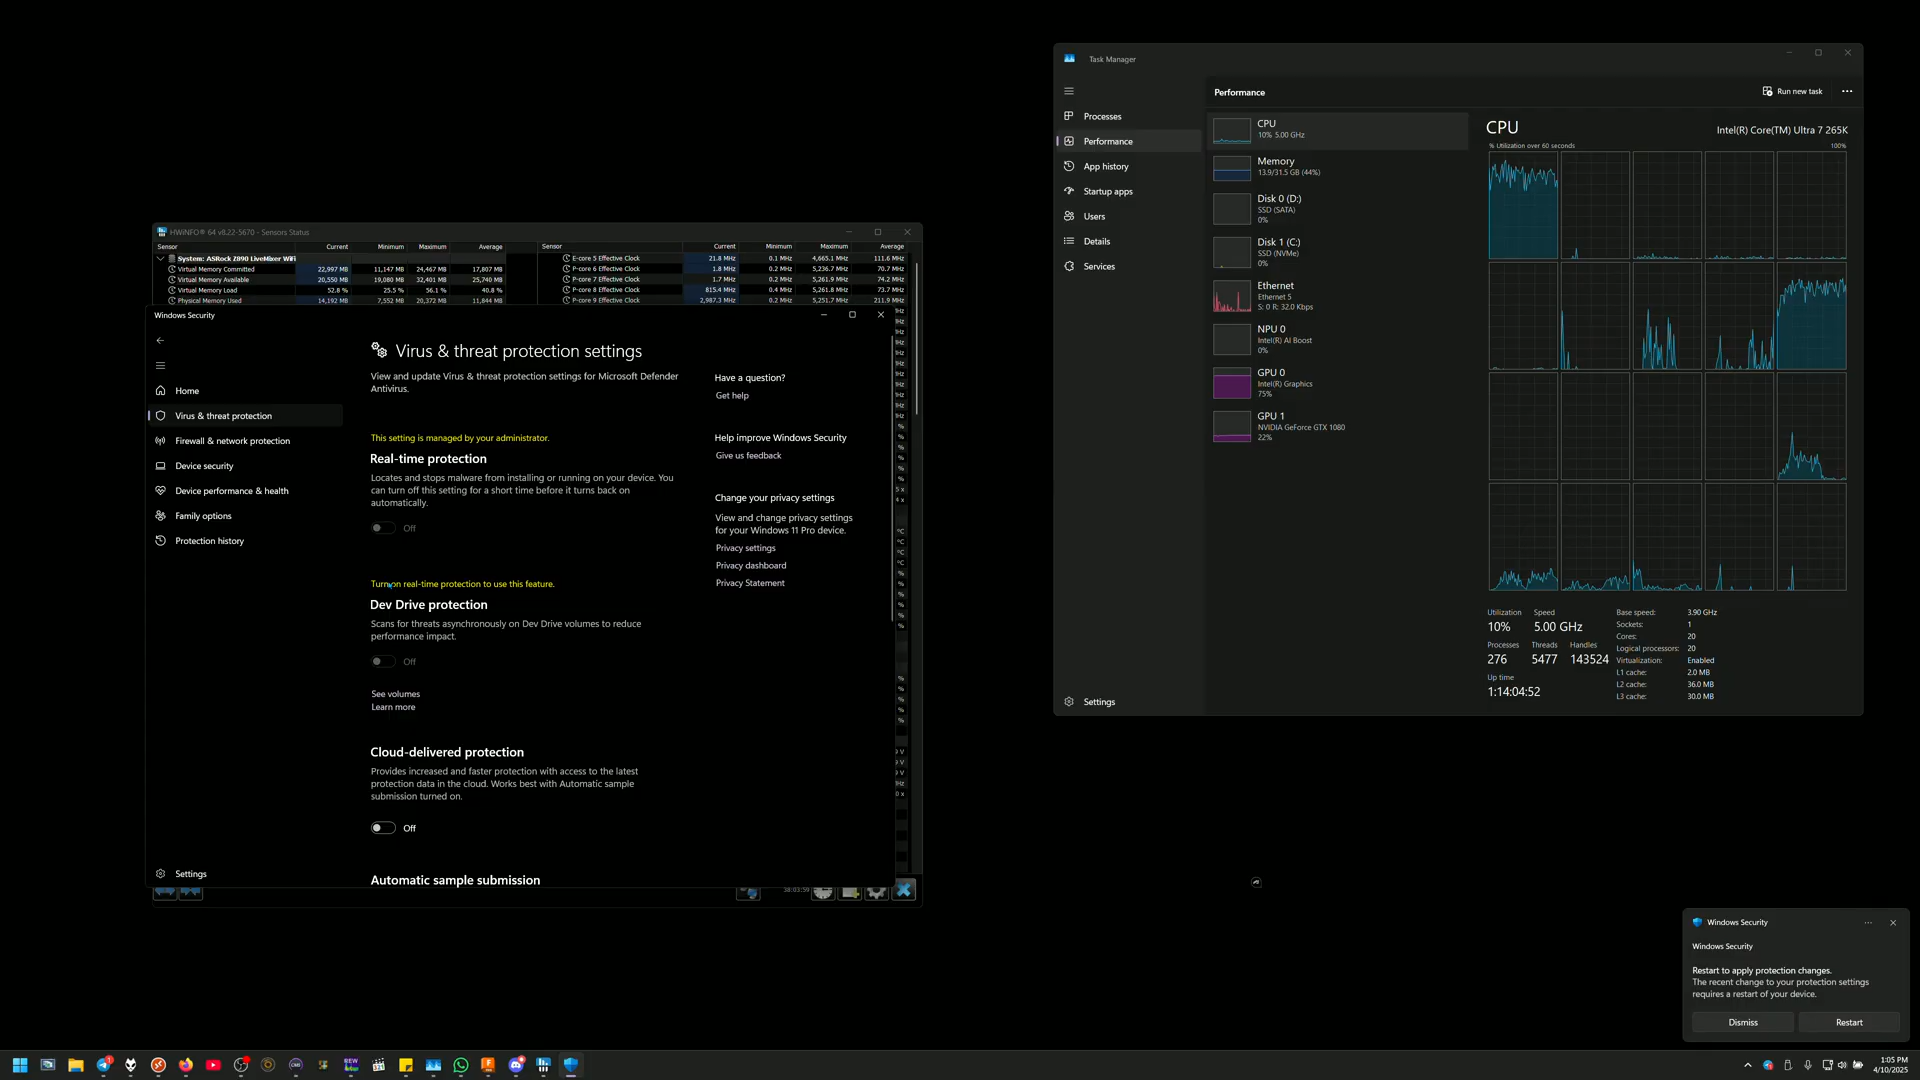 HWiNFO® 64 v8.22-5670 - Sensors Status
Sensor Current Minimum Maximum Average
System: ASRock Z890 LiveMixer WiFi
Virtual Memory Committed 22,997 MB 11,147 MB 24,467 MB 17,807 MB
Virtual Memory Available 20,550 MB 19,080 MB 32,401 MB 25,740 MB
Virtual Memory Load 52.8 % 25.5 % 56.1 % 40.8 %
Physical Memory Used 14,192 MB 7,552 MB 20,372 MB 11,844 MB
Sensor Current Minimum Maximum Average
E-core 5 Effective Clock 21.8 MHz 0.1 MHz 4,665.1 MHz 111.6 MHz
P-core 6 Effective Clock 1.8 MHz 0.2 MHz 5,236.7 MHz 70.7 MHz
P-core 7 Effective Clock 1.7 MHz 0.2 MHz 5,261.9 MHz 74.2 MHz
P-core 8 Effective Clock 815.4 MHz 0.4 MHz 5,261.8 MHz 73.7 MHz
P-core 9 Effective Clock 2,987.3 MHz 0.2 MHz 5,251.7 MHz 211.9 MHz
38:03:59
Windows Security
Home
Virus & threat protection
Firewall & network protection
Device security
Device performance & health
Family options
Protection history
Settings
Virus & threat protection settings
View and update Virus & threat protection settings for Microsoft Defender
Antivirus.
This setting is managed by your administrator.
Real-time protection
Locates and stops malware from installing or running on your device. You
can turn off this setting for a short time before it turns back on
automatically.
Off
Turn on real-time protection to use this feature.
Dev Drive protection
Scans for threats asynchronously on Dev Drive volumes to reduce
performance impact.
Off
See volumes
Learn more
Cloud-delivered protection
Provides increased and faster protection with access to the latest
protection data in the cloud. Works best with Automatic sample
submission turned on.
Off
Automatic sample submission
Have a question?
Get help
Help improve Windows Security
Give us feedback
Change your privacy settings
View and change privacy settings
for your Windows 11 Pro device.
Privacy settings
Privacy dashboard
Privacy Statement
Task Manager
Processes
Performance
App history
Startup apps
Users
Details
Services
Settings
Performance
Run new task
CPU
10% 5.00 GHz
Memory
13.9/31.5 GB (44%)
Disk 0 (D:)
SSD (SATA)
0%
Disk 1 (C:)
SSD (NVMe)
0%
Ethernet
Ethernet 5
S: 0 R: 32.0 Kbps
NPU 0
Intel(R) AI Boost
0%
GPU 0
Intel(R) Graphics
75%
GPU 1
NVIDIA GeForce GTX 1080
22%
CPU
Intel(R) Core(TM) Ultra 7 265K
% Utilization over 60 seconds 100%
Utilization Speed
10% 5.00 GHz
Processes Threads Handles
276 5477 143524
Up time
1:14:04:52
Base speed: 3.90 GHz
Sockets: 1
Cores: 20
Logical processors: 20
Virtualization: Enabled
L1 cache: 2.0 MB
L2 cache: 36.0 MB
L3 cache: 30.0 MB
Windows Security
Windows Security
Restart to apply protection changes.
The recent change to your protection settings
requires a restart of your device.
Dismiss
Restart
REW
1:05 PM
4/10/2025